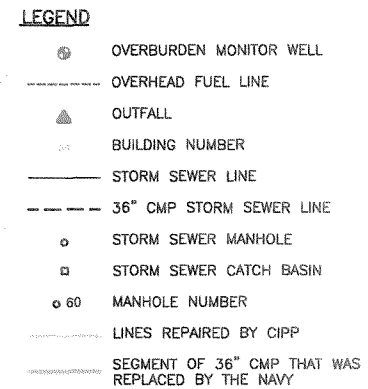 LEGEND
OVERBURDEN MONITOR WELL
OVERHEAD FUEL LINE
OUTFALL
BUILDING NUMBER
STORM SEWER LINE
36" CMP STORM SEWER LINE
STORM SEWER MANHOLE
STORM SEWER CATCH BASIN
60 MANHOLE NUMBER
LINES REPAIRED BY CIPP
SEGMENT OF 36" CMP THAT WAS
REPLACED BY THE NAVY